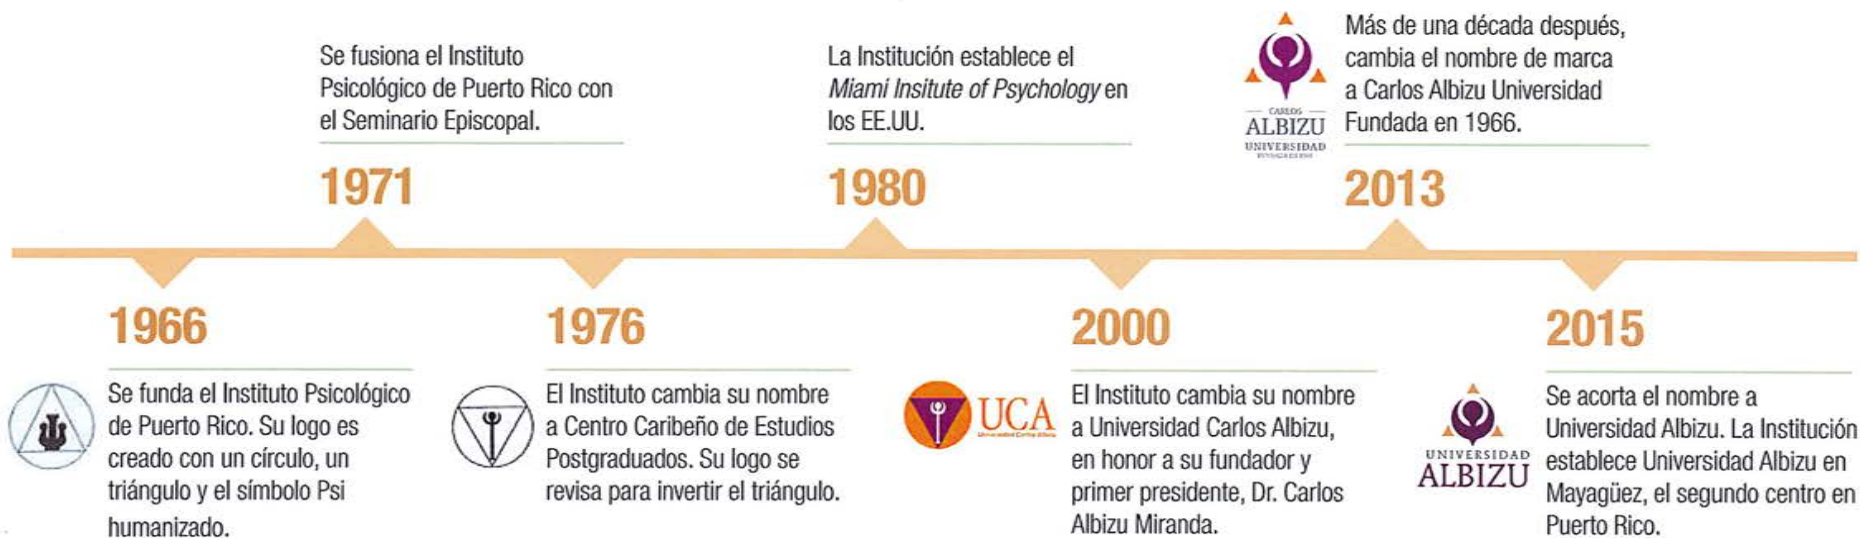 Se fusiona el Instituto
Psicológico de Puerto Rico con
el Seminario Episcopal.
1971
La Institución establece el
Miami Insitute of Psychology en
los EE.UU.
1980
CARLOS
ALBIZU
UNIVERSIDAD
Más de una década después,
cambia el nombre de marca
a Carlos Albizu Universidad
Fundada en 1966.
2013
1966
Se funda el Instituto Psicológico
de Puerto Rico. Su logo es
creado con un círculo, un
triángulo y el símbolo Psi
humanizado.
1976
El Instituto cambia su nombre
a Centro Caribeño de Estudios
Postgraduados. Su logo se
revisa para invertir el triángulo.
UCA
2000
El Instituto cambia su nombre
a Universidad Carlos Albizu,
en honor a su fundador y
primer presidente, Dr. Carlos
Albizu Miranda.
UNIVERSIDAD
ALBIZU
2015
Se acorta el nombre a
Universidad Albizu. La Institución
establece Universidad Albizu en
Mayagüez, el segundo centro en
Puerto Rico.